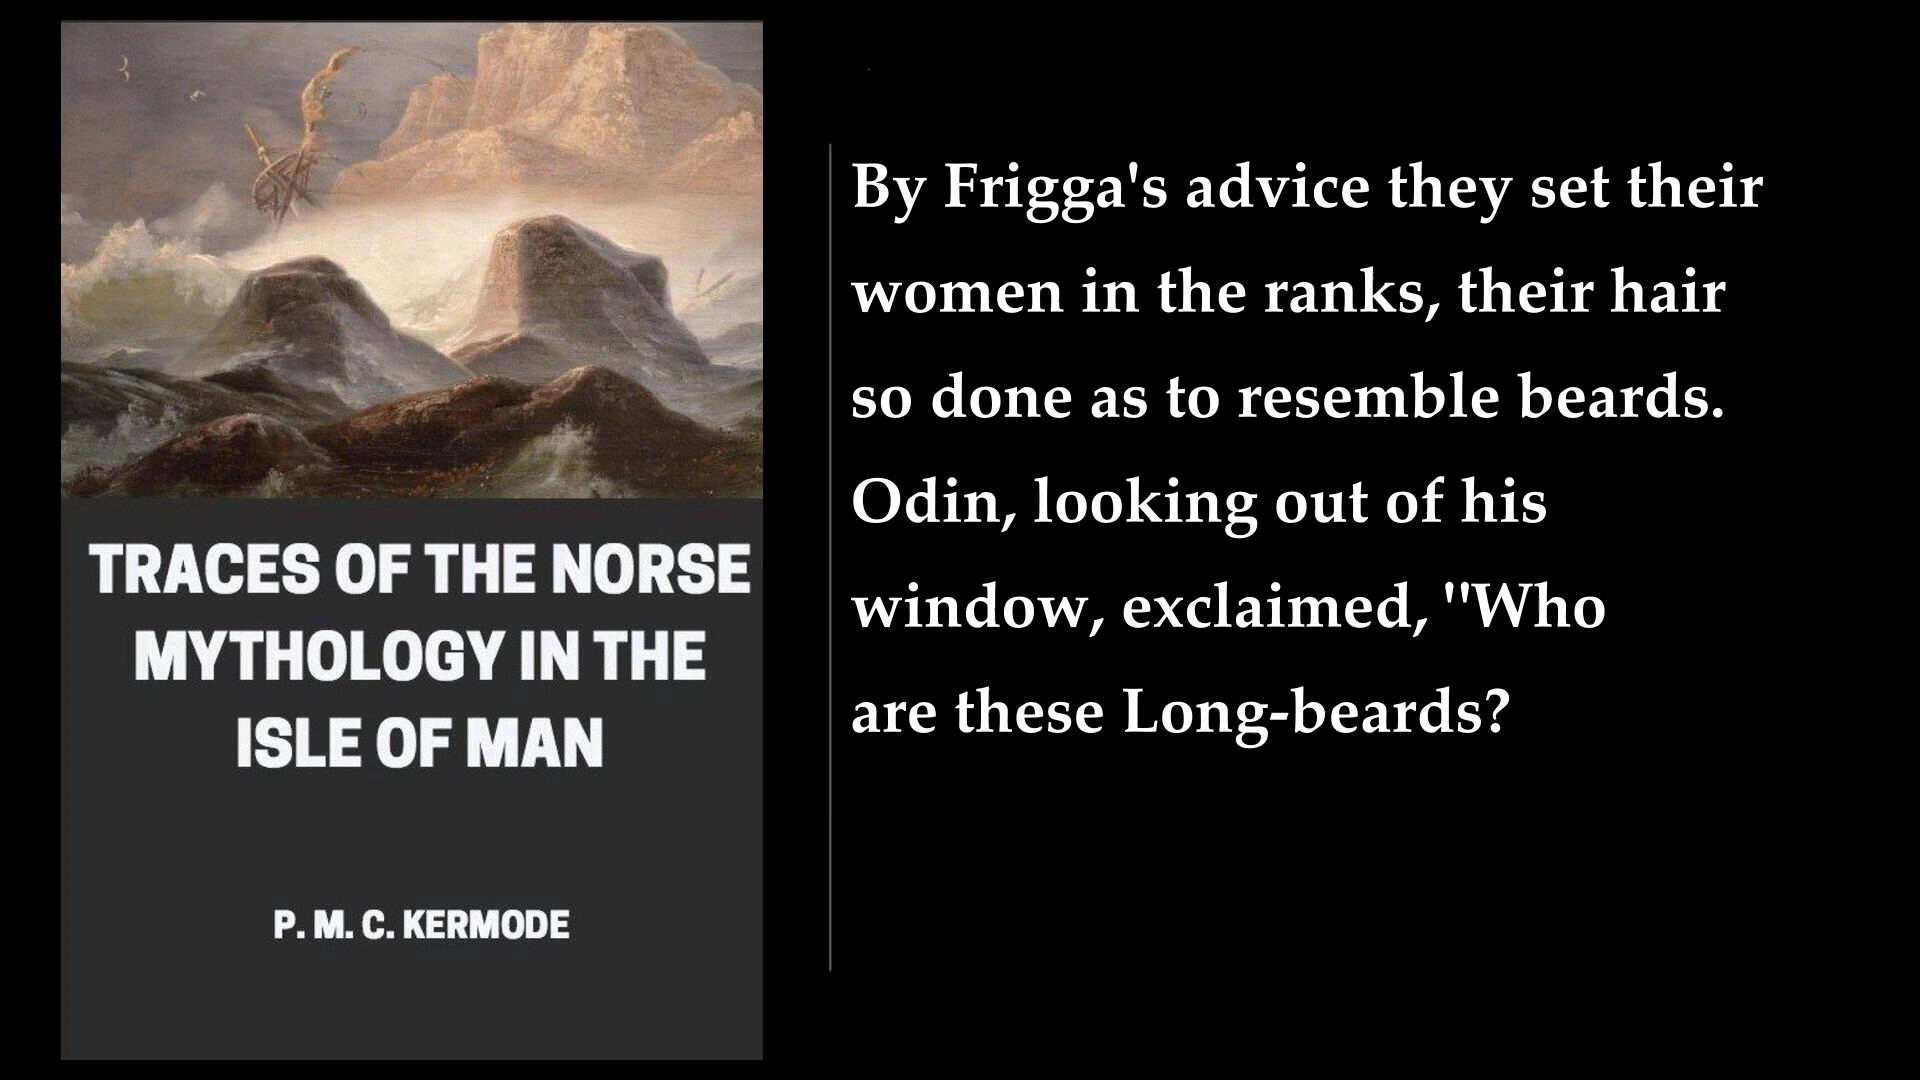 TRACES OF THE NORSE
MYTHOLOGY IN THE
ISLE OF MAN
P. M. C. KERMODE
By Frigga's advice they set their
women in the ranks, their hair
so done as to resemble beards.
Odin, looking out of his
window, exclaimed, "Who
are these Long-beards?